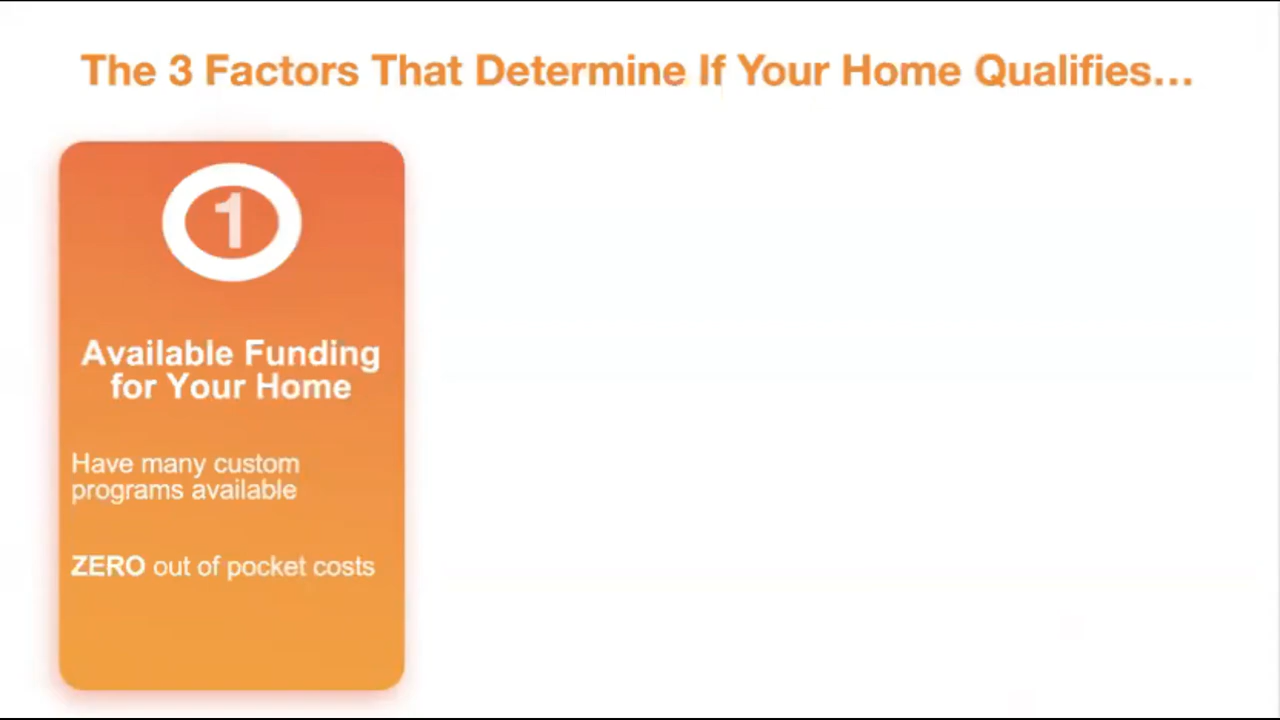 The 3 Factors That Determine If Your Home Qualifies...
1
Available Funding
for Your Home
Have many custom
programs available
ZERO out of pocket costs